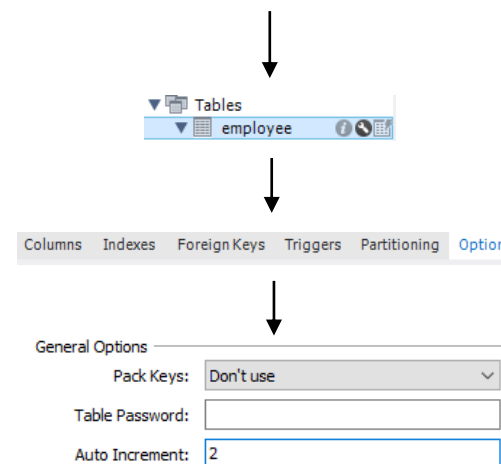 Tables
employee
Columns Indexes Foreign Keys Triggers Partitioning Option
General Options
Pack Keys: Don't use
Table Password:
Auto Increment: 2